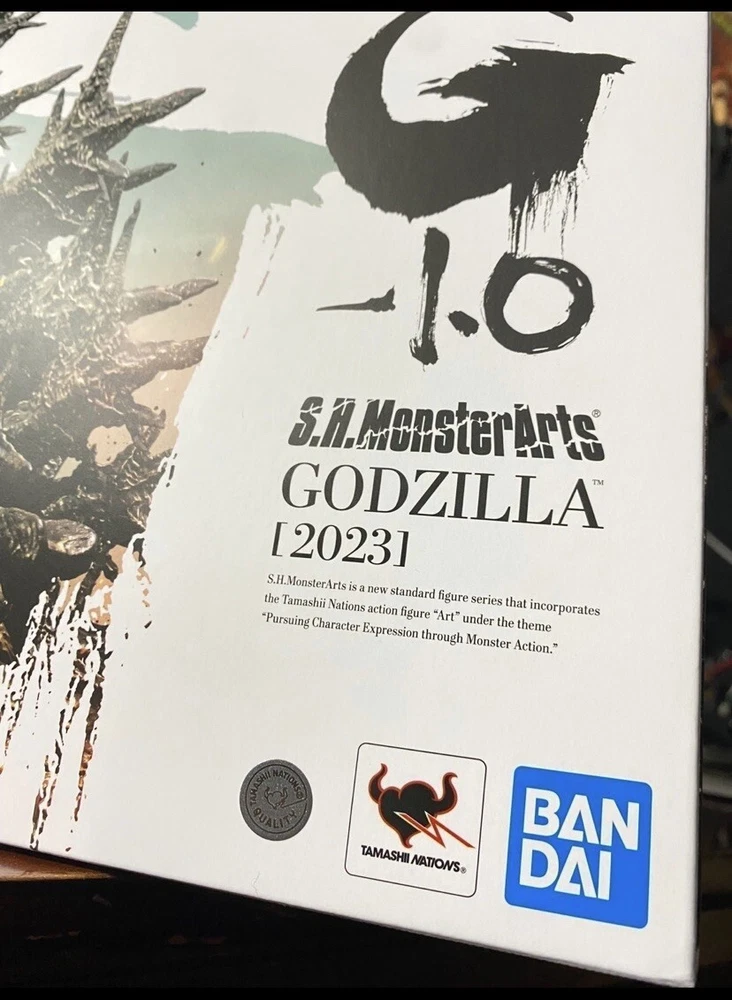 G
-1.0
S.H.MonsterArts®
GODZILLA™
[2023]
S.H.MonsterArts is a new standard figure series that incorporates
the Tamashii Nations action figure “Art” under the theme
“Pursuing Character Expression through Monster Action.”
TAMASHII NATIONS
QUALITY
TAMASHII NATIONS®
BAN
DAI